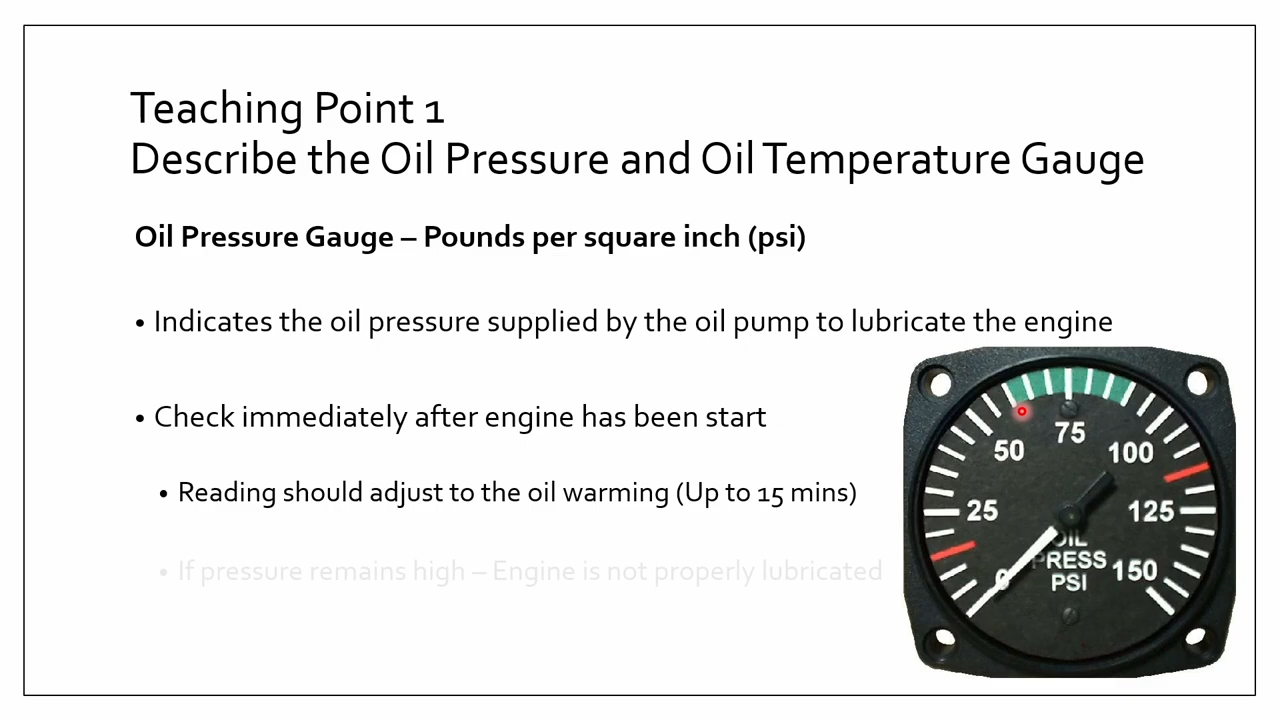 Teaching Point 1
Describe the Oil Pressure and Oil Temperature Gauge
Oil Pressure Gauge – Pounds per square inch (psi)
• Indicates the oil pressure supplied by the oil pump to lubricate the engine
• Check immediately after engine has been start
• Reading should adjust to the oil warming (Up to 15 mins)
• If pressure remains high – Engine is not properly lubricated
75
50
100
25
125
OIL
PRESS
PSI
0
150